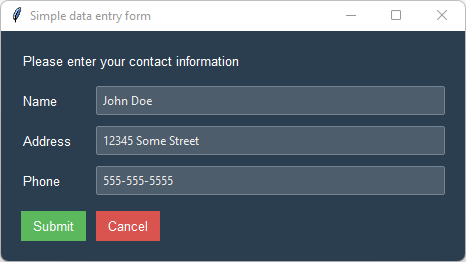 Simple data entry form
Please enter your contact information
Name John Doe
Address 12345 Some Street
Phone 555-555-5555
Submit Cancel